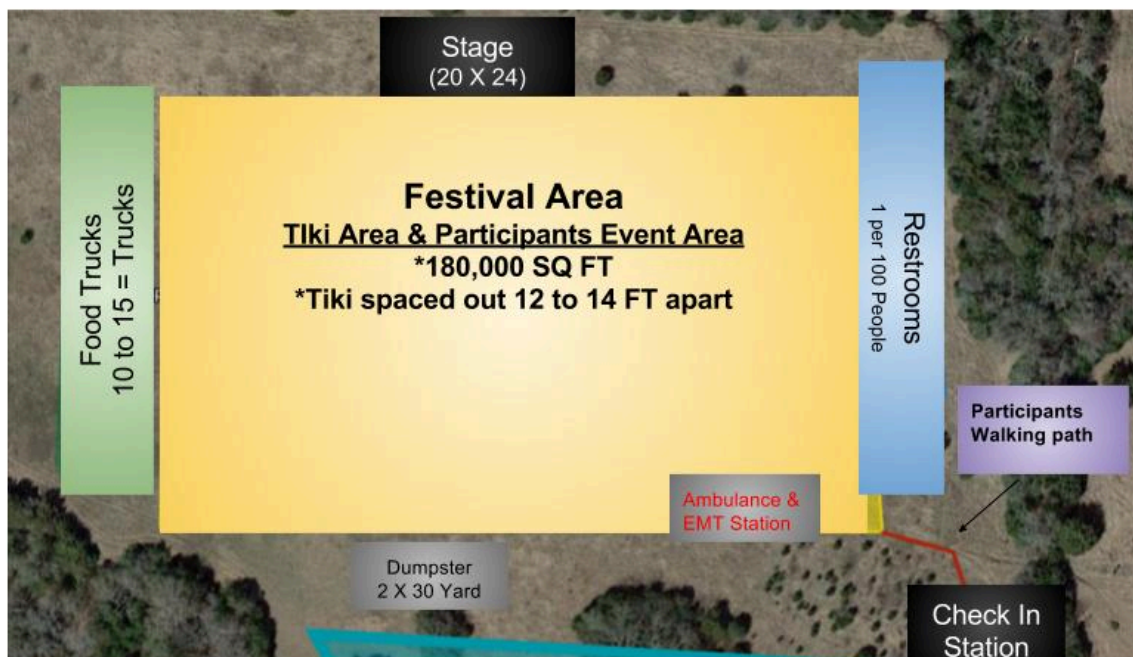 Stage
(20 X 24)
Food Trucks
10 to 15 = Trucks
Festival Area
TIki Area & Participants Event Area
*180,000 SQ FT
*Tiki spaced out 12 to 14 FT apart
Restrooms
1 per 100 People
Participants
Walking path
Ambulance &
EMT Station
Dumpster
2 X 30 Yard
Check In
Station